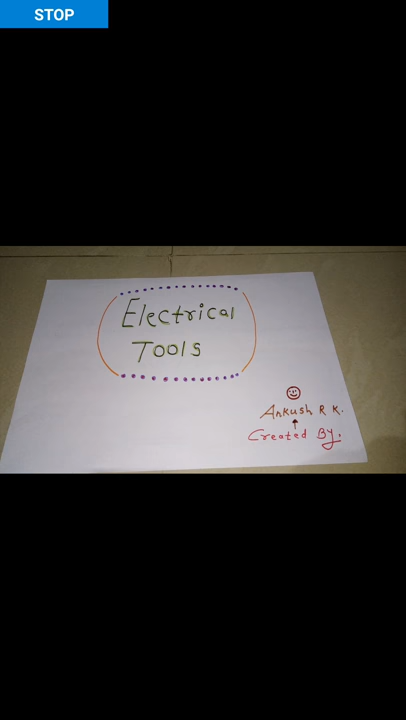 STOP
Electrical
Tools
Ankush R K.
Created By.